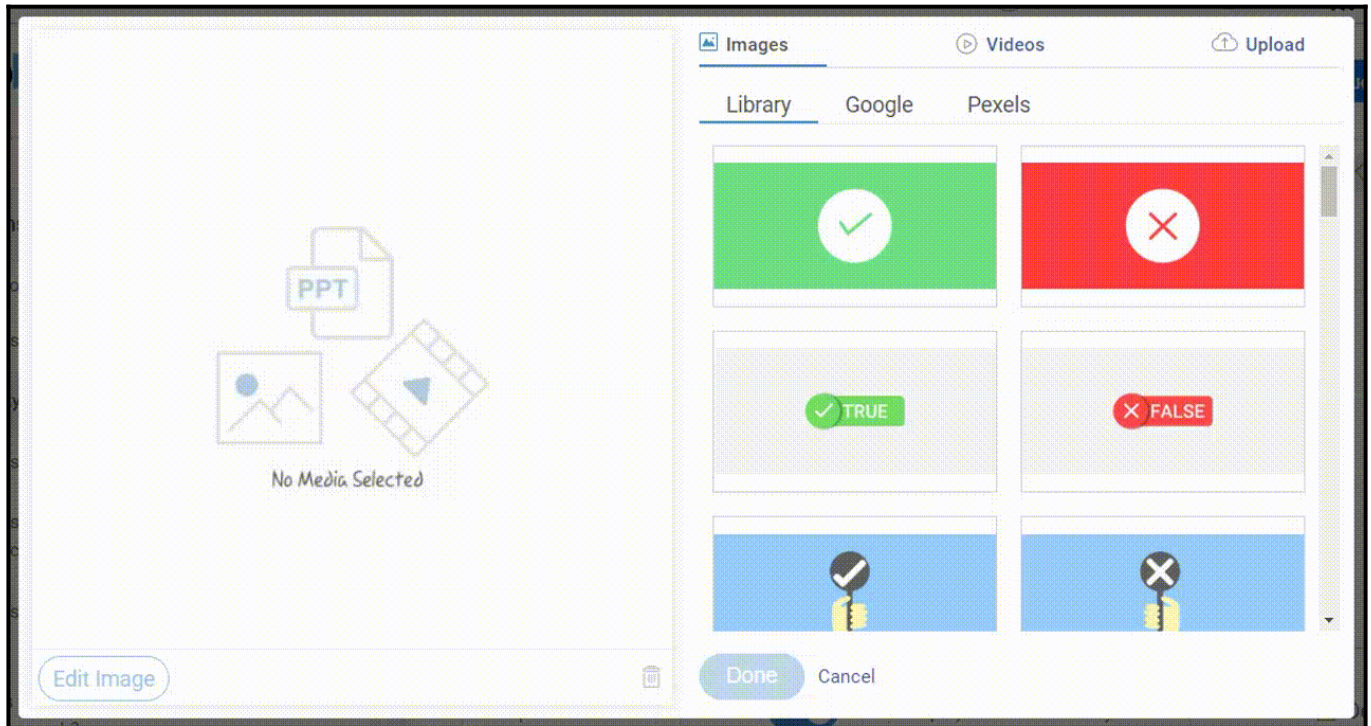 Images Videos Upload
Library Google Pexels
PPT
No Media Selected
TRUE FALSE
Edit Image
Done Cancel